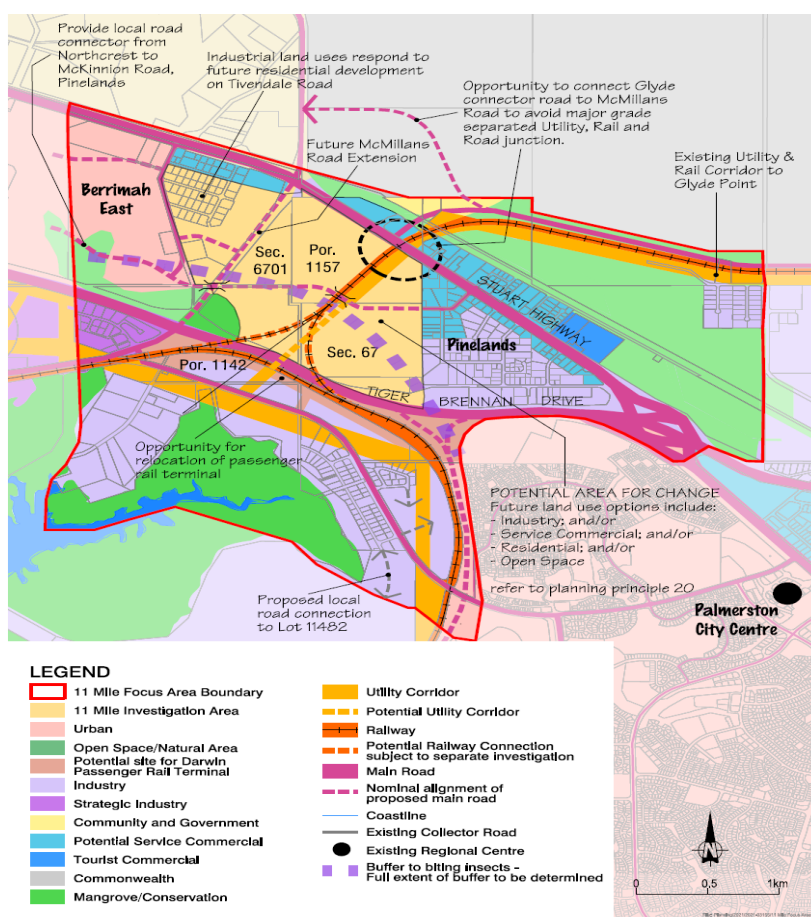 Provide local road
connector from
Northcrest to
McKinnon Road,
Pinelands
Industrial land uses respond to
future residential development
on Tivendale Road
Opportunity to connect Glyde
connector road to McMillans
Road to avoid major grade
separated Utility, Rail and
Road junction.
Future McMillans
Road Extension
Existing Utility &
Rail Corridor to
Glyde Point
Berrimah
East
Sec.
6701
Por.
1157
STUART HIGHWAY
Sec. 67
Pinelands
Por. 1142
TIGER BRENNAN DRIVE
Opportunity for
relocation of passenger
rail terminal
POTENTIAL AREA FOR CHANGE
Future land use options include:
- Industry; and/or
- Service Commercial; and/or
- Residential; and/or
- Open Space
refer to planning principle 20
Proposed local
road connection
to Lot 11482
Palmerston
City Centre
LEGEND
11 Mile Focus Area Boundary
11 Mile Investigation Area
Urban
Open Space/Natural Area
Potential site for Darwin
Passenger Rail Terminal
Industry
Strategic Industry
Community and Government
Potential Service Commercial
Tourist Commercial
Commonwealth
Mangrove/Conservation
Utility Corridor
Potential Utility Corridor
Railway
Potential Railway Connection
subject to separate investigation
Main Road
Nominal alignment of
proposed main road
Coastline
Existing Collector Road
Existing Regional Centre
Buffer to biting insects -
Full extent of buffer to be determined
N
0 0,5 1km